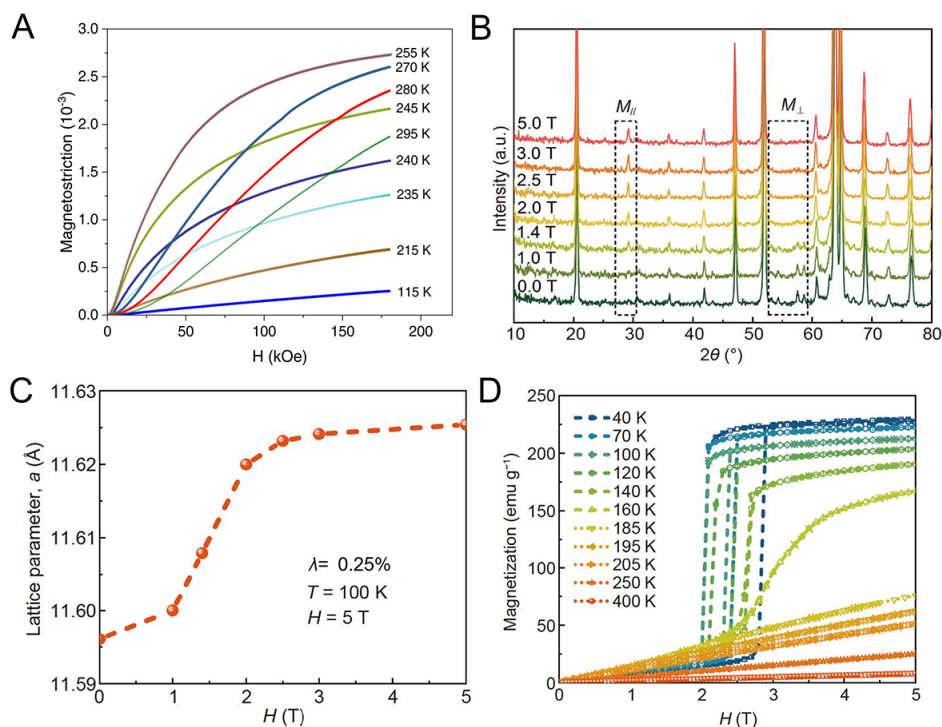 A
Magnetostriction (10⁻³)
3.0
2.5
2.0
1.5
1.0
0.5
0.0
255 K
270 K
280 K
245 K
295 K
240 K
235 K
215 K
115 K
0 50 100 150 200
H (kOe)
B
Intensity (a.u.)
M// M⊥
5.0 T
3.0 T
2.5 T
2.0 T
1.4 T
1.0 T
0.0 T
10 20 30 40 50 60 70 80
2θ (°)
C
Lattice parameter, a (Å)
11.63
11.62
11.61
11.60
11.59
λ= 0.25%
T = 100 K
H = 5 T
0 1 2 3 4 5
H (T)
D
Magnetization (emu g⁻¹)
250
200
150
100
50
0
40 K
70 K
100 K
120 K
140 K
160 K
185 K
195 K
205 K
250 K
400 K
0 1 2 3 4 5
H (T)